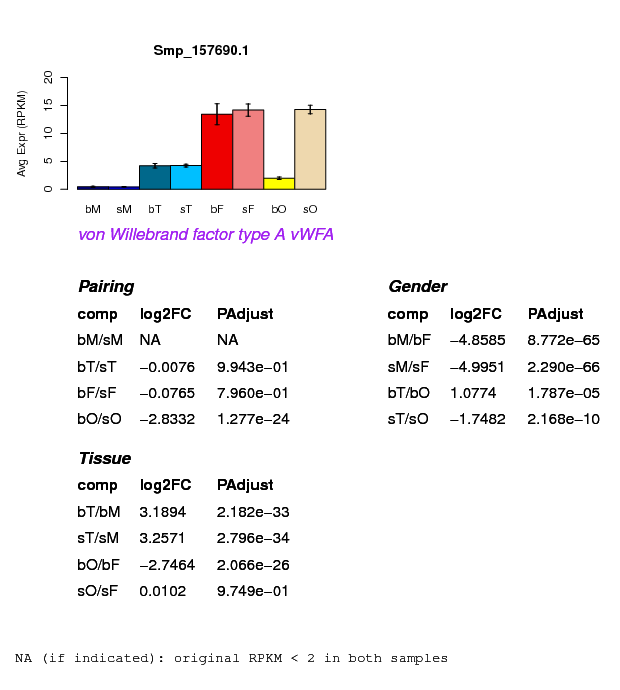 Smp_157690.1
Avg Expr (RPKM)
20
15
10
5
0
bM sM bT sT bF sF bO sO
von Willebrand factor type A vWFA
Pairing
comp log2FC PAdjust
bM/sM NA NA
bT/sT −0.0076 9.943e−01
bF/sF −0.0765 7.960e−01
bO/sO −2.8332 1.277e−24
Gender
comp log2FC PAdjust
bM/bF −4.8585 8.772e−65
sM/sF −4.9951 2.290e−66
bT/bO 1.0774 1.787e−05
sT/sO −1.7482 2.168e−10
Tissue
comp log2FC PAdjust
bT/bM 3.1894 2.182e−33
sT/sM 3.2571 2.796e−34
bO/bF −2.7464 2.066e−26
sO/sF 0.0102 9.749e−01
NA (if indicated): original RPKM < 2 in both samples